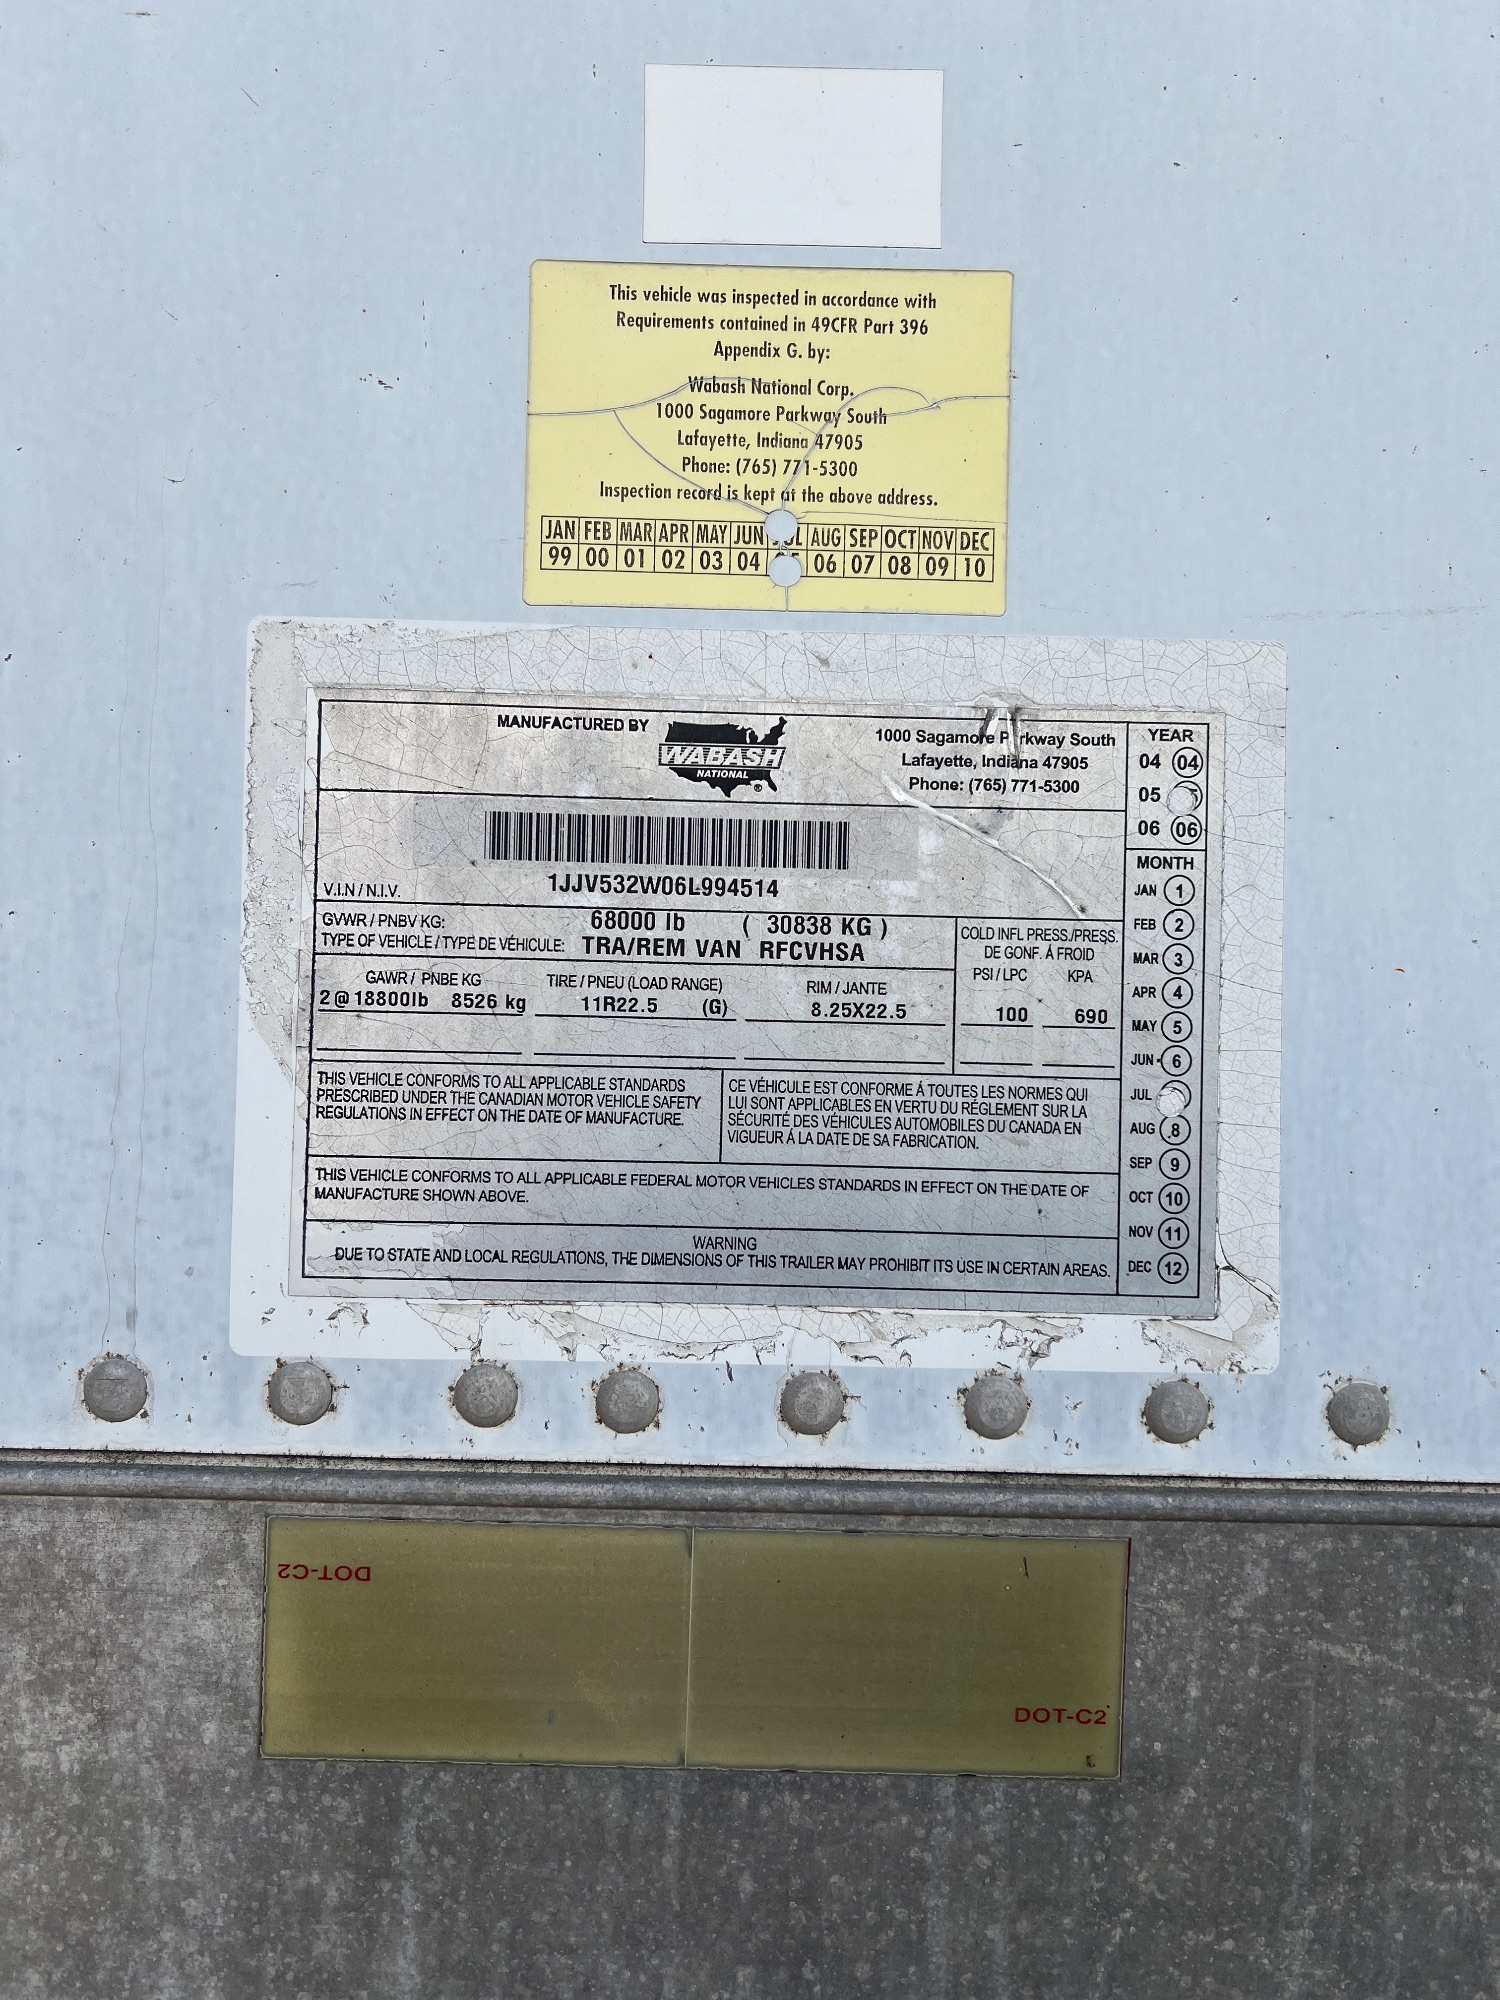 This vehicle was inspected in accordance with
Requirements contained in 49CFR Part 396
Appendix G. by:
Wabash National Corp.
1000 Sagamore Parkway South
Lafayette, Indiana 47905
Phone: (765) 771-5300
Inspection record is kept at the above address.
JAN FEB MAR APR MAY JUN AUG SEP OCT NOV DEC
99 00 01 02 03 04 06 07 08 09 10
MANUFACTURED BY
WABASH
NATIONAL ®
1000 Sagamore Parkway South
Lafayette, Indiana 47905
Phone: (765) 771-5300
1JJV532W06L994514
V.I.N / N.I.V.
GVWR / PNBV KG: 68000 lb ( 30838 KG )
TYPE OF VEHICLE / TYPE DE VÉHICULE: TRA/REM VAN RFCVHSA
COLD INFL PRESS./PRESS.
DE GONF. Á FROID
PSI / LPC KPA
GAWR / PNBE KG TIRE / PNEU (LOAD RANGE) RIM / JANTE
2 @ 18800lb 8526 kg 11R22.5 (G) 8.25X22.5 100 690
THIS VEHICLE CONFORMS TO ALL APPLICABLE STANDARDS
PRESCRIBED UNDER THE CANADIAN MOTOR VEHICLE SAFETY
REGULATIONS IN EFFECT ON THE DATE OF MANUFACTURE.
CE VÉHICULE EST CONFORME Á TOUTES LES NORMES QUI
LUI SONT APPLICABLES EN VERTU DU RÉGLEMENT SUR LA
SÉCURITÉ DES VÉHICULES AUTOMOBILES DU CANADA EN
VIGUEUR Á LA DATE DE SA FABRICATION.
THIS VEHICLE CONFORMS TO ALL APPLICABLE FEDERAL MOTOR VEHICLES STANDARDS IN EFFECT ON THE DATE OF
MANUFACTURE SHOWN ABOVE.
WARNING
DUE TO STATE AND LOCAL REGULATIONS, THE DIMENSIONS OF THIS TRAILER MAY PROHIBIT ITS USE IN CERTAIN AREAS.
YEAR
04 04
05
06 06
MONTH
JAN 1
FEB 2
MAR 3
APR 4
MAY 5
JUN 6
JUL
AUG 8
SEP 9
OCT 10
NOV 11
DEC 12
DOT-C2
DOT-C2